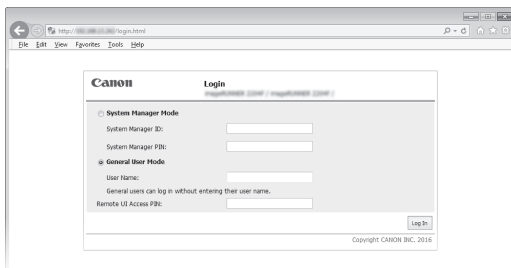 http:// /login.html
File Edit View Favorites Tools Help
Canon
Login
System Manager Mode
System Manager ID:
System Manager PIN:
General User Mode
User Name:
General users can log in without entering their user name.
Remote UI Access PIN:
Log In
Copyright CANON INC. 2016